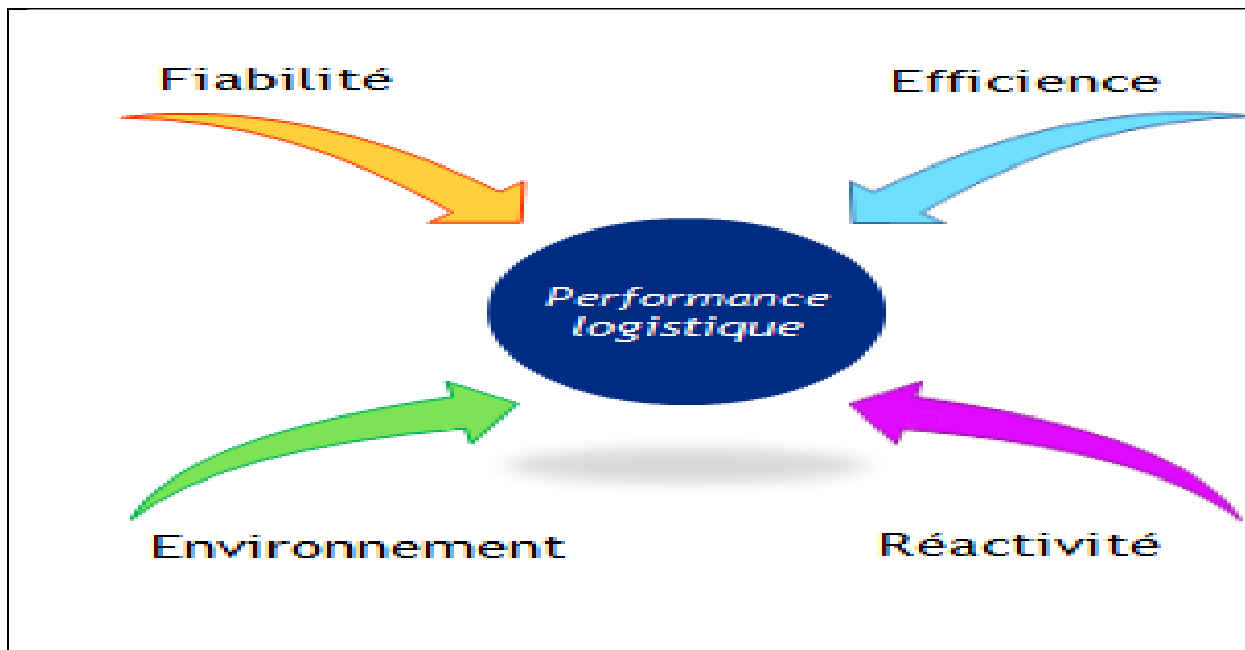 Fiabilité
Efficience
Performance
logistique
Environnement
Réactivité